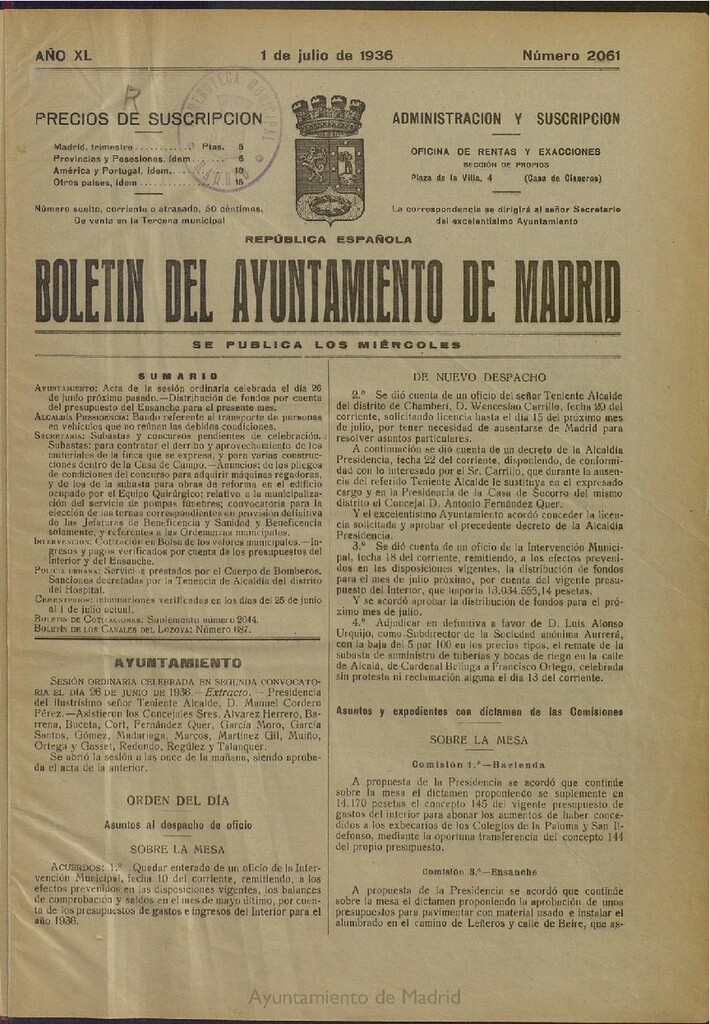 AÑO XL
1 de julio de 1936
Número 2061
R
PRECIOS DE SUSCRIPCION
Madrid, trimestre........... Ptas. 5
Provincias y Posesiones, ídem..... 6
América y Portugal, ídem.... 10
Otros países, ídem.............. 15
Número suelto, corriente o atrasado, 50 céntimos.
De venta en la Tercena municipal
ADMINISTRACION Y SUSCRIPCION
OFICINA DE RENTAS Y EXACCIONES
SECCIÓN DE PROPIOS
Plaza de la Villa, 4 (Casa de Cisneros)
La correspondencia se dirigirá al señor Secretario
del excelentísimo Ayuntamiento
REPÚBLICA ESPAÑOLA
BOLETIN DEL AYUNTAMIENTO DE MADRID
SE PUBLICA LOS MIÉRCOLES
SUMARIO
AYUNTAMIENTO: Acta de la sesión ordinaria celebrada el día 26
de junio próximo pasado.—Distribución de fondos por cuenta
del presupuesto del Ensanche para el presente mes.
ALCALDÍA PRESIDENCIA: Bando referente al transporte de personas
en vehículos que no reúnan las debidas condiciones.
SECRETARÍA: Subastas y concursos pendientes de celebración.
Subastas: para contratar el derribo y aprovechamiento de los
materiales de la finca que se expresa, y para varias construcciones
dentro de la Casa de Campo.—Anuncios: de los pliegos
de condiciones del concurso para adquirir máquinas regadoras,
y de los de la subasta para obras de reforma en el edificio
ocupado por el Equipo Quirúrgico; relativo a la municipalización
del servicio de pompas fúnebres; convocatoria para la
elección de las ternas correspondientes en provisión definitiva
de las Jefaturas de Beneficencia y Sanidad y Beneficencia
solamente, y referentes a las Ordenanzas municipales.
INTERVENCIÓN: Cotización en Bolsa de los valores municipales.—Ingresos
y pagos verificados por cuenta de los presupuestos del
Interior y del Ensanche.
POLICÍA URBANA: Servicios prestados por el Cuerpo de Bomberos.
Sanciones decretadas por la Tenencia de Alcaldía del distrito
del Hospital.
CEMENTERIOS: Inhumaciones verificadas en los días del 25 de junio
al 1 de julio actual.
BOLETÍN DE COTIZACIONES: Suplemento número 2044.
BOLETÍN DE LOS CANALES DEL LOZOYA: Número 687.
AYUNTAMIENTO
SESIÓN ORDINARIA CELEBRADA EN SEGUNDA CONVOCATORIA
EL DÍA 26 DE JUNIO DE 1936.—Extracto.—Presidencia
del ilustrísimo señor Teniente Alcalde, D. Manuel Cordero
Pérez.—Asistieron los Concejales Sres. Alvarez Herrero, Barrena,
Buceta, Cort, Fernández Quer, García Moro, García
Santos, Gómez, Madariaga, Marcos, Martínez Gil, Muiño,
Ortega y Gasset, Redondo, Regúlez y Talanquer.
Se abrió la sesión a las once de la mañana, siendo aprobada
el acta de la anterior.
ORDEN DEL DÍA
Asuntos al despacho de oficio
SOBRE LA MESA
ACUERDOS: 1.º Quedar enterado de un oficio de la Intervención
Municipal, fecha 10 del corriente, remitiendo, a los
efectos prevenidos en las disposiciones vigentes, los balances
de comprobación y saldos en el mes de mayo último, por cuenta
de los presupuestos de gastos e ingresos del Interior para el
año 1936.
DE NUEVO DESPACHO
2.º Se dió cuenta de un oficio del señor Teniente Alcalde
del distrito de Chamberí, D. Wenceslao Carrillo, fecha 20 del
corriente, solicitando licencia hasta el día 15 del próximo mes
de julio, por tener necesidad de ausentarse de Madrid para
resolver asuntos particulares.
A continuación se dió cuenta de un decreto de la Alcaldía
Presidencia, fecha 22 del corriente, disponiendo, de conformidad
con lo interesado por el Sr. Carrillo, que durante la ausencia
del referido Teniente Alcalde le sustituya en el expresado
cargo y en la Presidencia de la Casa de Socorro del mismo
distrito el Concejal D. Antonio Fernández Quer.
Y el excelentísimo Ayuntamiento acordó conceder la licencia
solicitada y aprobar el precedente decreto de la Alcaldía
Presidencia.
3.º Se dió cuenta de un oficio de la Intervención Municipal,
fecha 18 del corriente, remitiendo, a los efectos prevenidos
en las disposiciones vigentes, la distribución de fondos
para el mes de julio próximo, por cuenta del vigente presupuesto
del Interior, que importa 13.034.555,14 pesetas.
Y se acordó aprobar la distribución de fondos para el próximo
mes de julio.
4.º Adjudicar en definitiva a favor de D. Luis Alonso
Urquijo, como Subdirector de la Sociedad anónima Aurrerá,
con la baja del 5 por 100 en los precios tipos, el remate de la
subasta de suministro de tuberías y bocas de riego en la calle
de Alcalá, de Cardenal Belluga a Francisco Ortego, celebrada
sin protesta ni reclamación alguna el día 13 del corriente.
Asuntos y expedientes con dictamen de las Comisiones
SOBRE LA MESA
Comisión 1.ª—Hacienda
A propuesta de la Presidencia se acordó que continúe
sobre la mesa el dictamen proponiendo se suplemente en
14.170 pesetas el concepto 145 del vigente presupuesto de
gastos del interior para abonar los aumentos de haber concedidos
a los exbecarios de los Colegios de la Paloma y San Ildefonso,
mediante la oportuna transferencia del concepto 144
del propio presupuesto.
Comisión 3.ª—Ensanche
A propuesta de la Presidencia se acordó que continúe
sobre la mesa el dictamen proponiendo la aprobación de unos
presupuestos para pavimentar con material usado e instalar el
alumbrado en el camino de Leñeros y calle de Beire, que as-
Ayuntamiento de Madrid